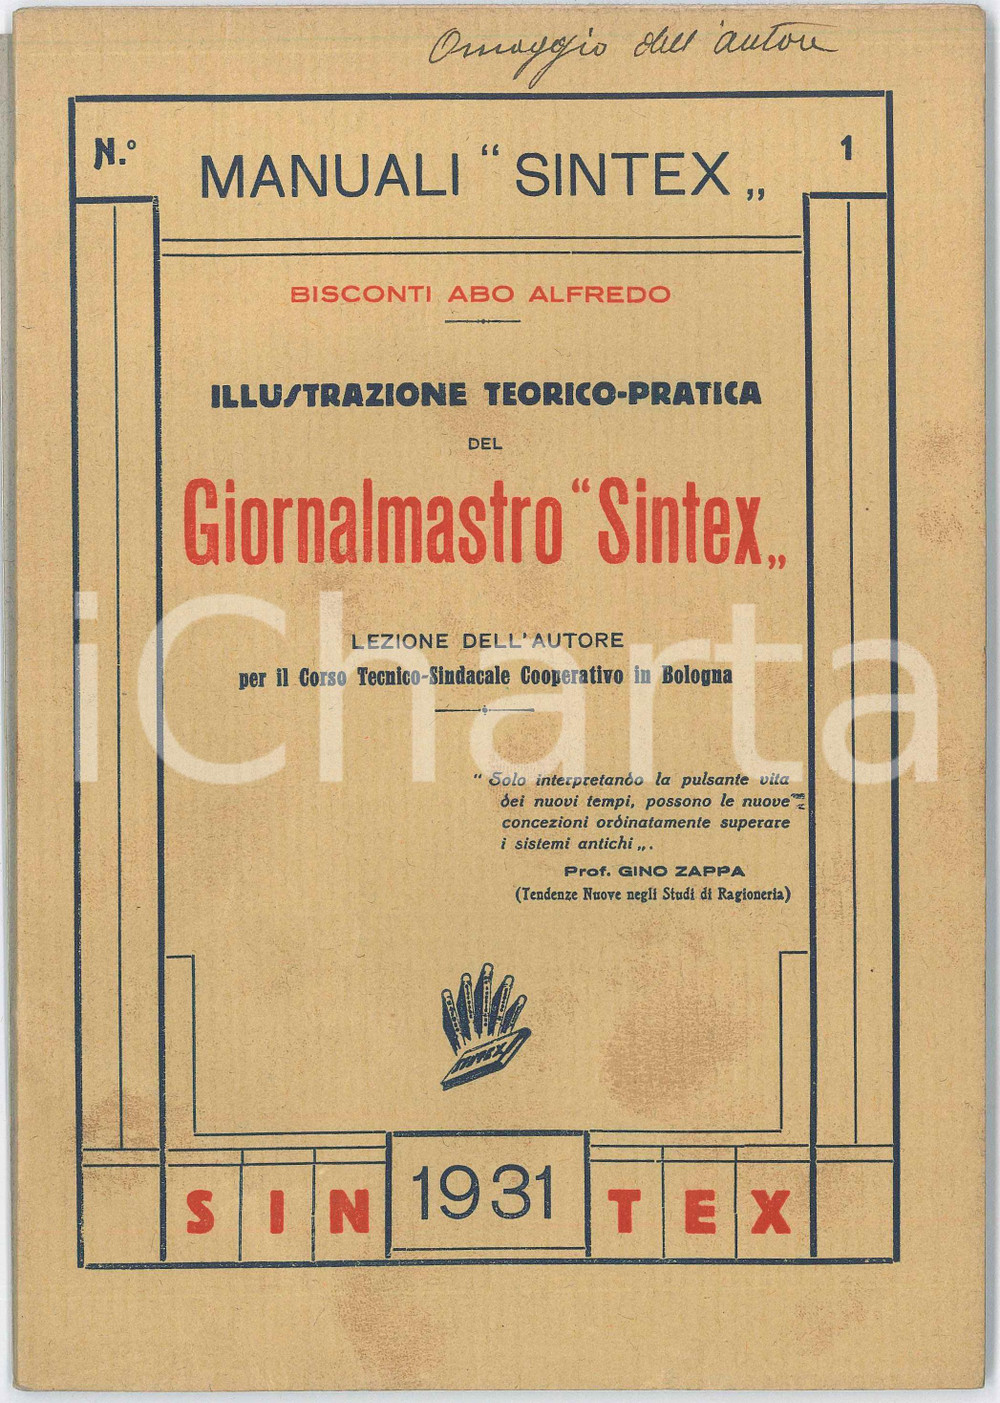 Omaggio dell'autore
N.° MANUALI “ SINTEX „ 1
BISCONTI ABO ALFREDO
ILLUSTRAZIONE TEORICO-PRATICA
DEL
Giornalmastro “ Sintex „
LEZIONE DELL'AUTORE
per il Corso Tecnico-Sindacale Cooperativo in Bologna
“ Solo interpretando la pulsante vita
dei nuovi tempi, possono le nuove
concezioni ordinatamente superare
i sistemi antichi „.
Prof. GINO ZAPPA
(Tendenze Nuove negli Studi di Ragioneria)
SINTEX
SIN 1931 TEX
iCharta